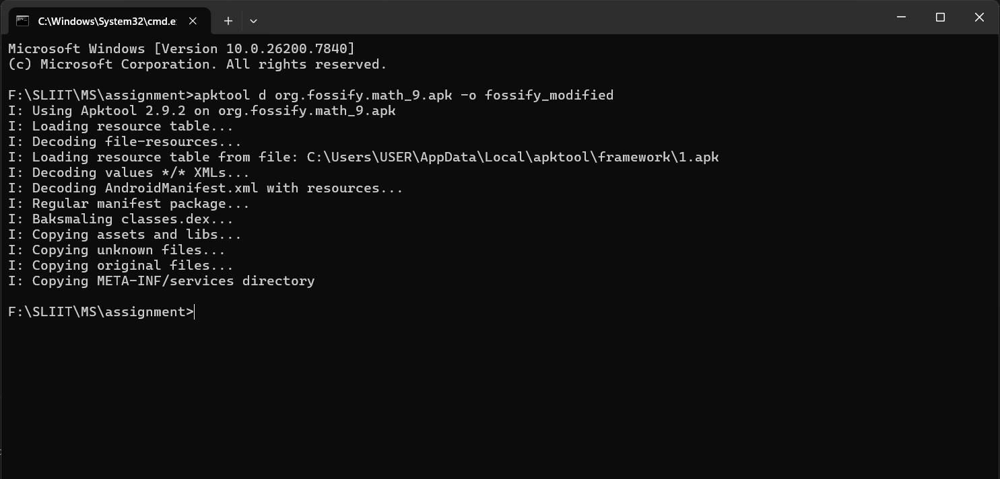 C:\Windows\System32\cmd.e
Microsoft Windows [Version 10.0.26200.7840]
(c) Microsoft Corporation. All rights reserved.
F:\SLIIT\MS\assignment>apktool d org.fossify.math_9.apk -o fossify_modified
I: Using Apktool 2.9.2 on org.fossify.math_9.apk
I: Loading resource table...
I: Decoding file-resources...
I: Loading resource table from file: C:\Users\USER\AppData\Local\apktool\framework\1.apk
I: Decoding values */* XMLs...
I: Decoding AndroidManifest.xml with resources...
I: Regular manifest package...
I: Baksmaling classes.dex...
I: Copying assets and libs...
I: Copying unknown files...
I: Copying original files...
I: Copying META-INF/services directory
F:\SLIIT\MS\assignment>